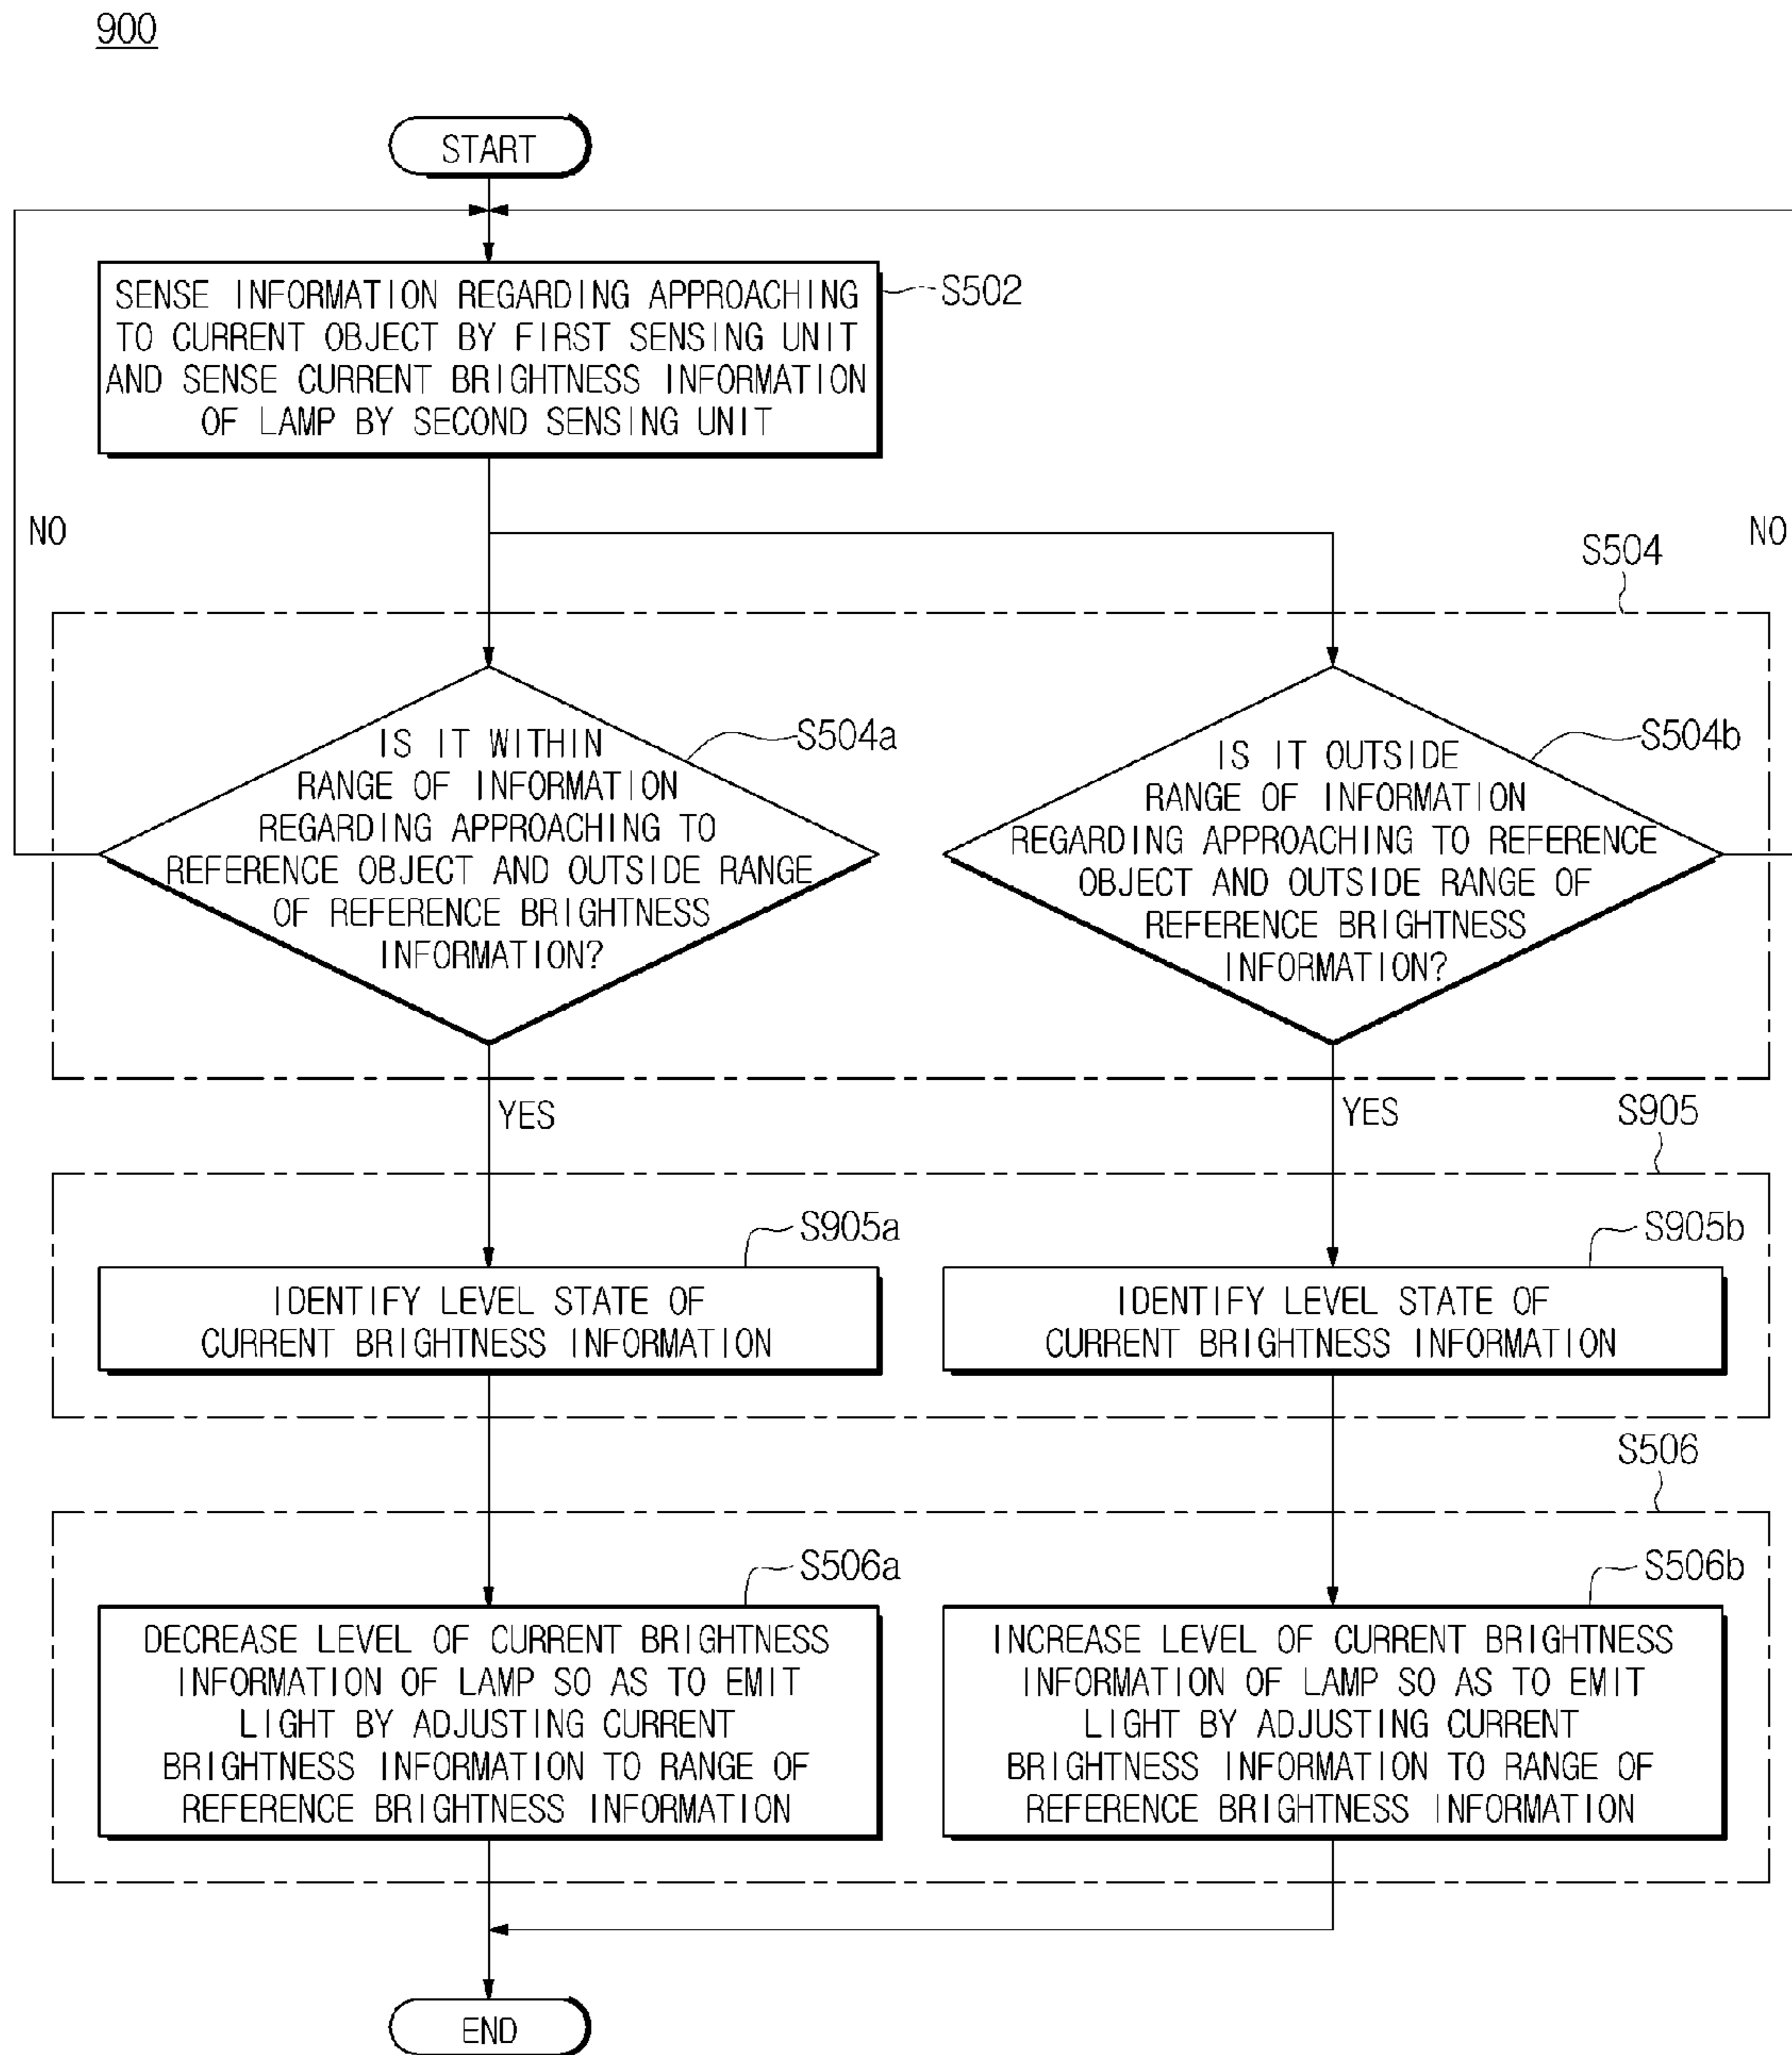 900
START
SENSE INFORMATION REGARDING APPROACHING
TO CURRENT OBJECT BY FIRST SENSING UNIT
AND SENSE CURRENT BRIGHTNESS INFORMATION
OF LAMP BY SECOND SENSING UNIT
S502
NO
NO
S504
IS IT WITHIN
RANGE OF INFORMATION
REGARDING APPROACHING TO
REFERENCE OBJECT AND OUTSIDE RANGE
OF REFERENCE BRIGHTNESS
INFORMATION?
S504a
IS IT OUTSIDE
RANGE OF INFORMATION
REGARDING APPROACHING TO REFERENCE
OBJECT AND OUTSIDE RANGE OF
REFERENCE BRIGHTNESS
INFORMATION?
S504b
YES
YES
S905
S905a
IDENTIFY LEVEL STATE OF
CURRENT BRIGHTNESS INFORMATION
S905b
IDENTIFY LEVEL STATE OF
CURRENT BRIGHTNESS INFORMATION
S506
S506a
DECREASE LEVEL OF CURRENT BRIGHTNESS
INFORMATION OF LAMP SO AS TO EMIT
LIGHT BY ADJUSTING CURRENT
BRIGHTNESS INFORMATION TO RANGE OF
REFERENCE BRIGHTNESS INFORMATION
S506b
INCREASE LEVEL OF CURRENT BRIGHTNESS
INFORMATION OF LAMP SO AS TO EMIT
LIGHT BY ADJUSTING CURRENT
BRIGHTNESS INFORMATION TO RANGE OF
REFERENCE BRIGHTNESS INFORMATION
END